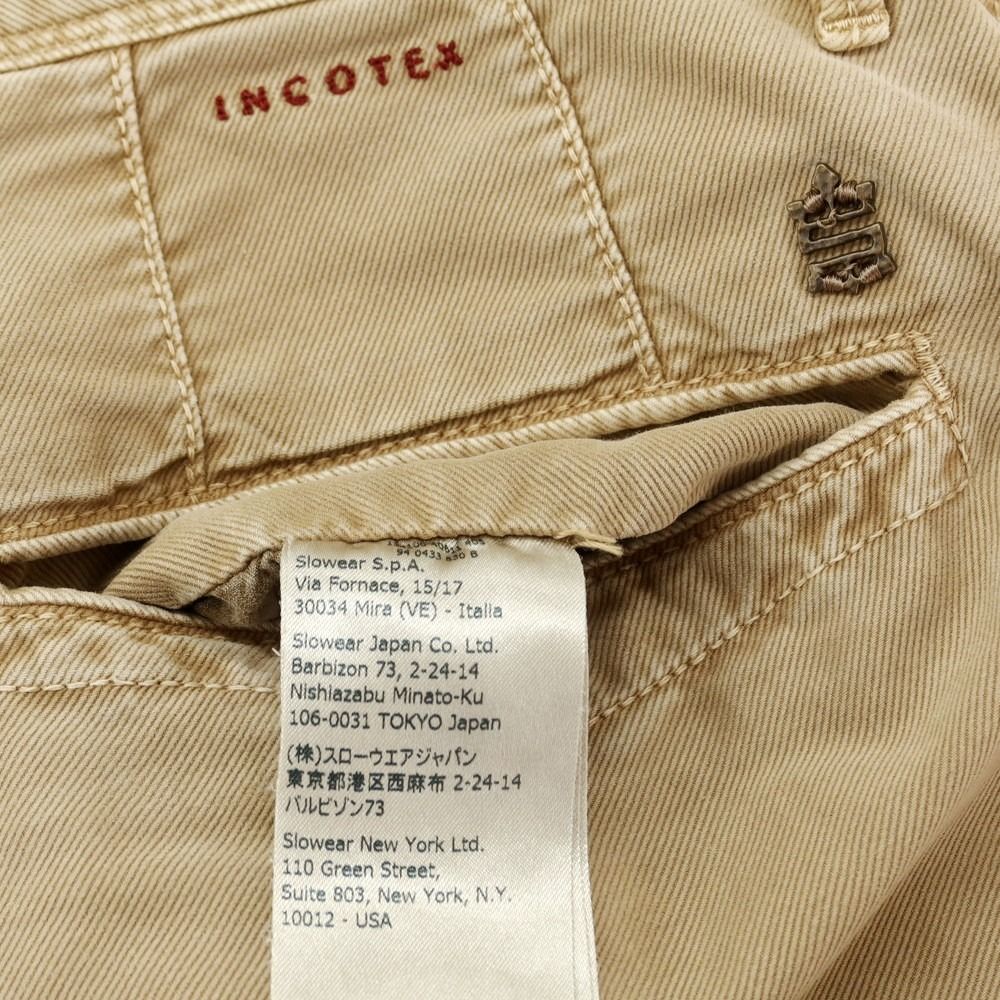 INCOTEX
94 0433 830 B
Slowear S.p.A.
Via Fornace, 15/17
30034 Mira (VE) - Italia
Slowear Japan Co. Ltd.
Barbizon 73, 2-24-14
Nishiazabu Minato-Ku
106-0031 TOKYO Japan
(株)スローウエアジャパン
東京都港区西麻布 2-24-14
バルビゾン73
Slowear New York Ltd.
110 Green Street,
Suite 803, New York, N.Y.
10012 - USA